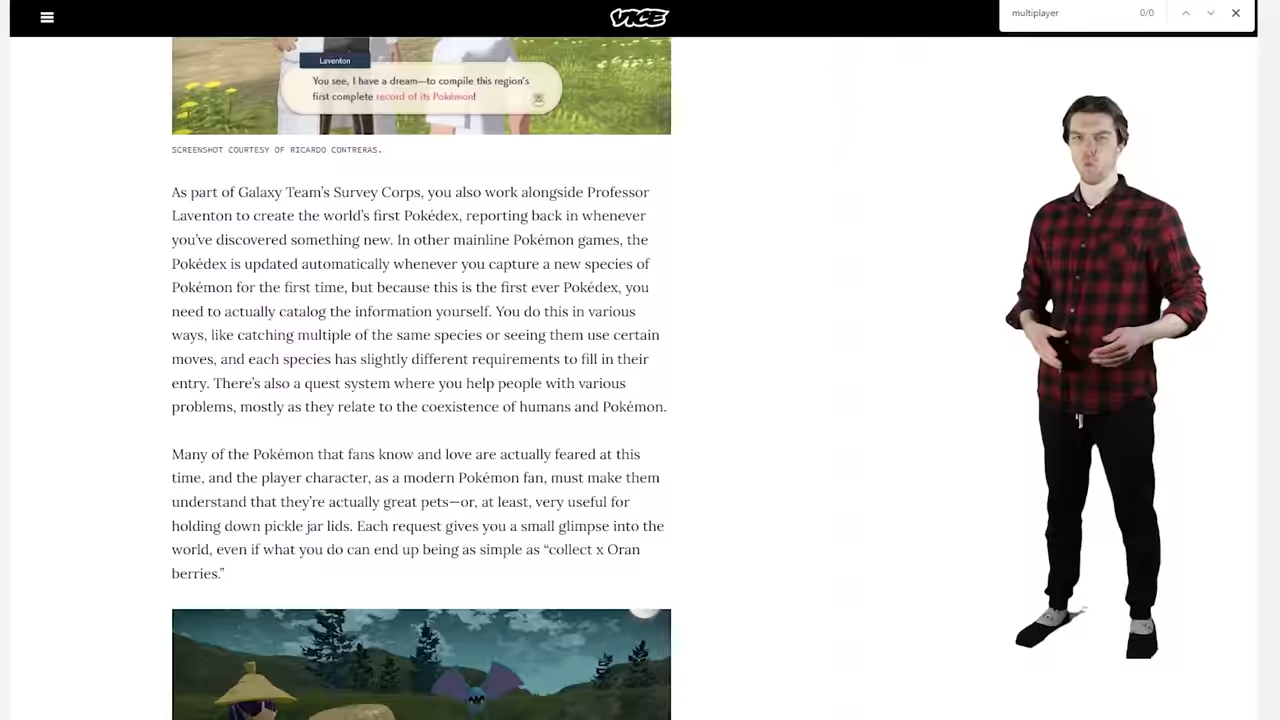 VICE
multiplayer 0/0
Laventon
You see, I have a dream—to compile this region's
first complete record of its Pokémon!
SCREENSHOT COURTESY OF RICARDO CONTRERAS.
As part of Galaxy Team's Survey Corps, you also work alongside Professor
Laventon to create the world's first Pokédex, reporting back in whenever
you've discovered something new. In other mainline Pokémon games, the
Pokédex is updated automatically whenever you capture a new species of
Pokémon for the first time, but because this is the first ever Pokédex, you
need to actually catalog the information yourself. You do this in various
ways, like catching multiple of the same species or seeing them use certain
moves, and each species has slightly different requirements to fill in their
entry. There's also a quest system where you help people with various
problems, mostly as they relate to the coexistence of humans and Pokémon.
Many of the Pokémon that fans know and love are actually feared at this
time, and the player character, as a modern Pokémon fan, must make them
understand that they're actually great pets—or, at least, very useful for
holding down pickle jar lids. Each request gives you a small glimpse into the
world, even if what you do can end up being as simple as “collect x Oran
berries.”